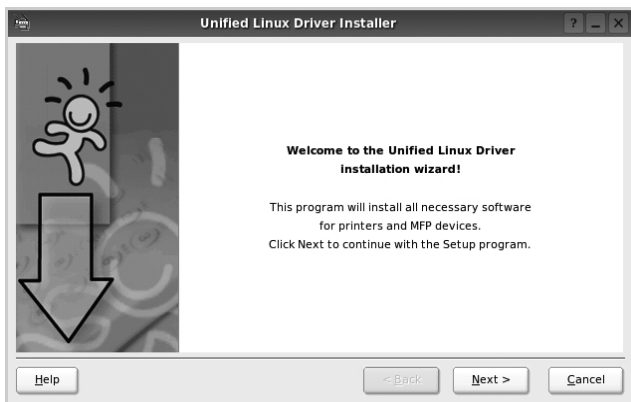 Unified Linux Driver Installer
Welcome to the Unified Linux Driver
installation wizard!
This program will install all necessary software
for printers and MFP devices.
Click Next to continue with the Setup program.
Help
< Back
Next >
Cancel